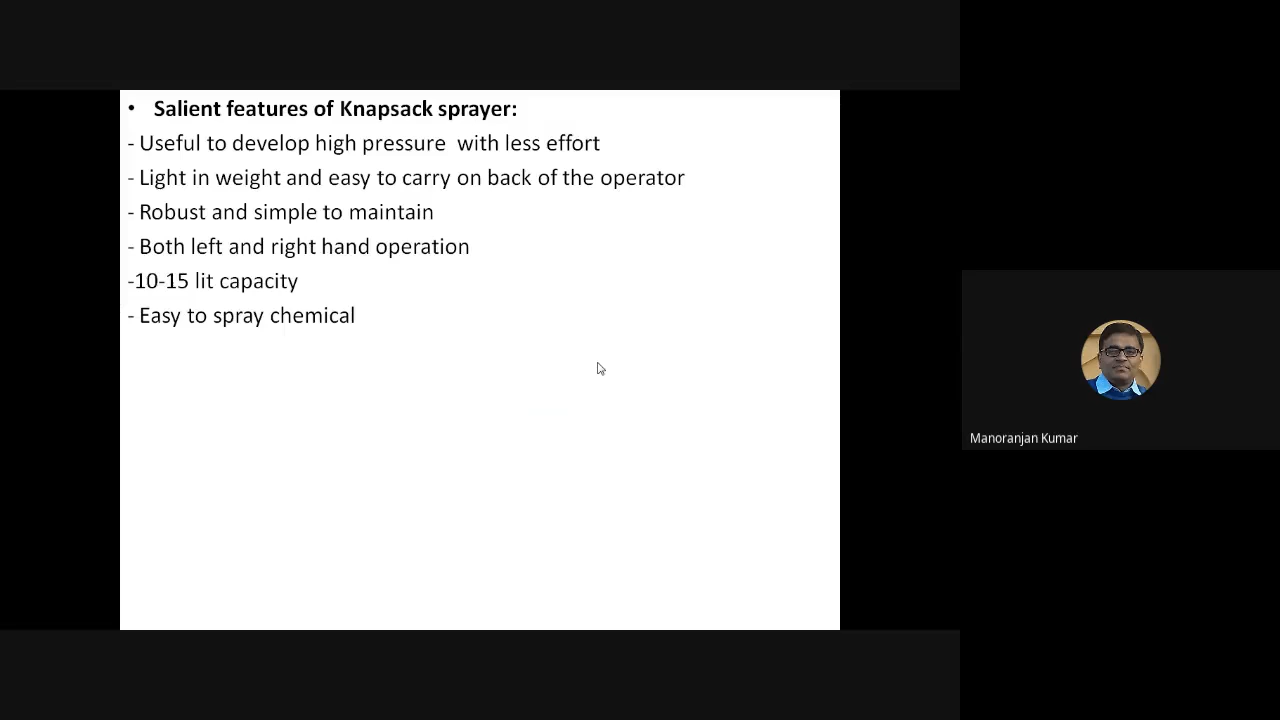 • Salient features of Knapsack sprayer:
- Useful to develop high pressure  with less effort
- Light in weight and easy to carry on back of the operator
- Robust and simple to maintain
- Both left and right hand operation
-10-15 lit capacity
- Easy to spray chemical
Manoranjan Kumar